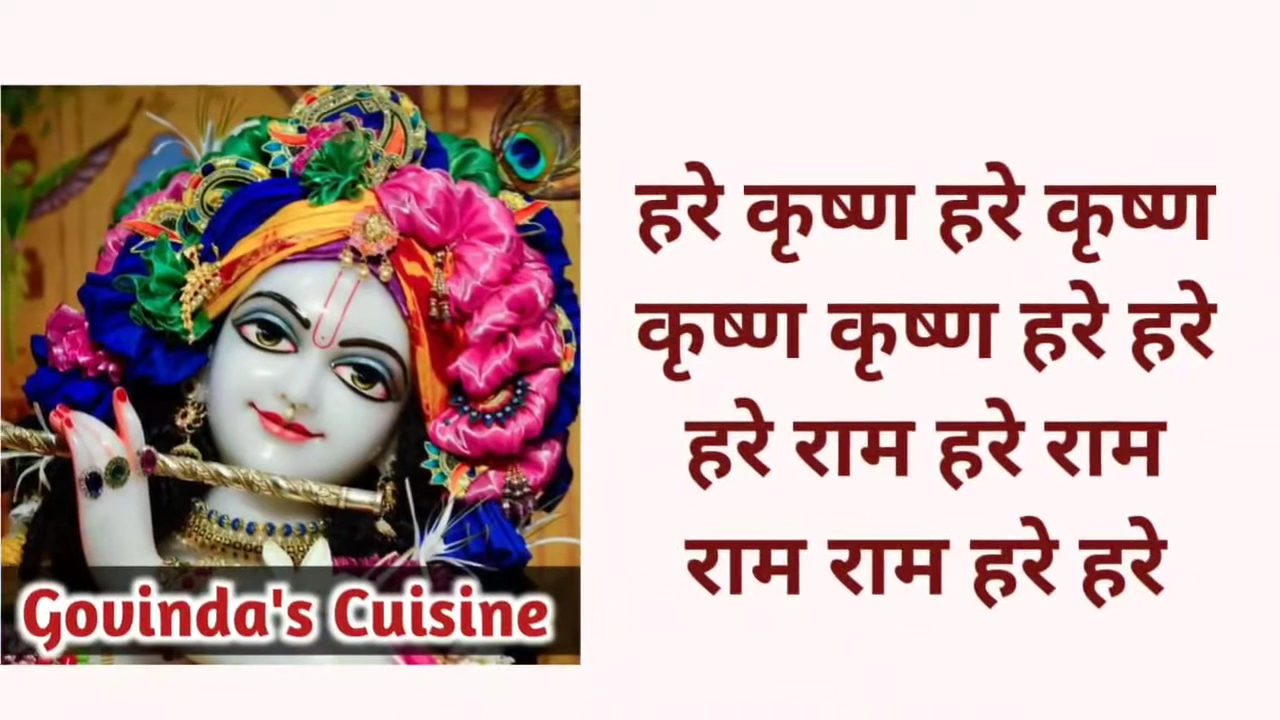 Govinda's Cuisine
हरे कृष्ण हरे कृष्ण
कृष्ण कृष्ण हरे हरे
हरे राम हरे राम
राम राम हरे हरे